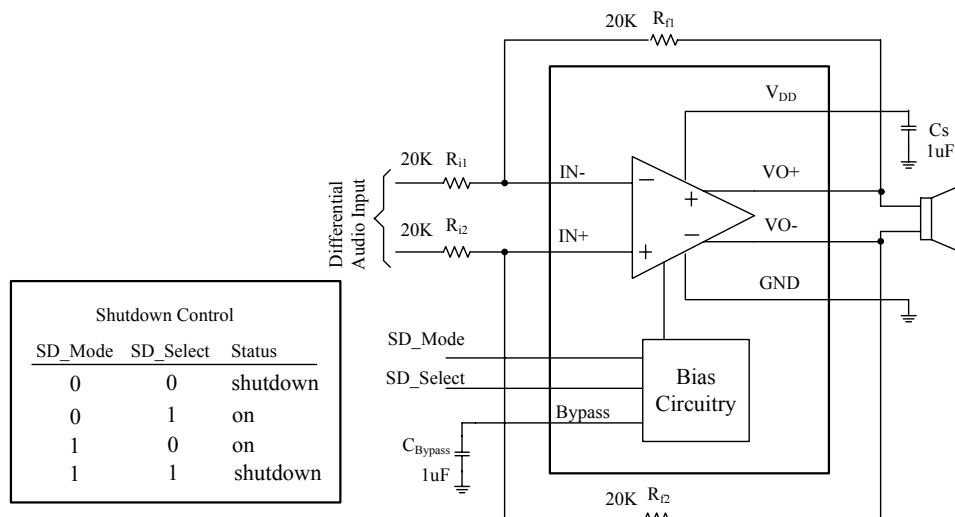 20K R_f1
V_DD
Cs
1uF
20K R_i1
IN-
VO+
Differential
Audio Input
20K R_i2
IN+
VO-
GND
Shutdown Control
SD_Mode SD_Select Status
0 0 shutdown
0 1 on
1 0 on
1 1 shutdown
SD_Mode
SD_Select
Bypass
Bias
Circuitry
C_Bypass
1uF
20K R_f2